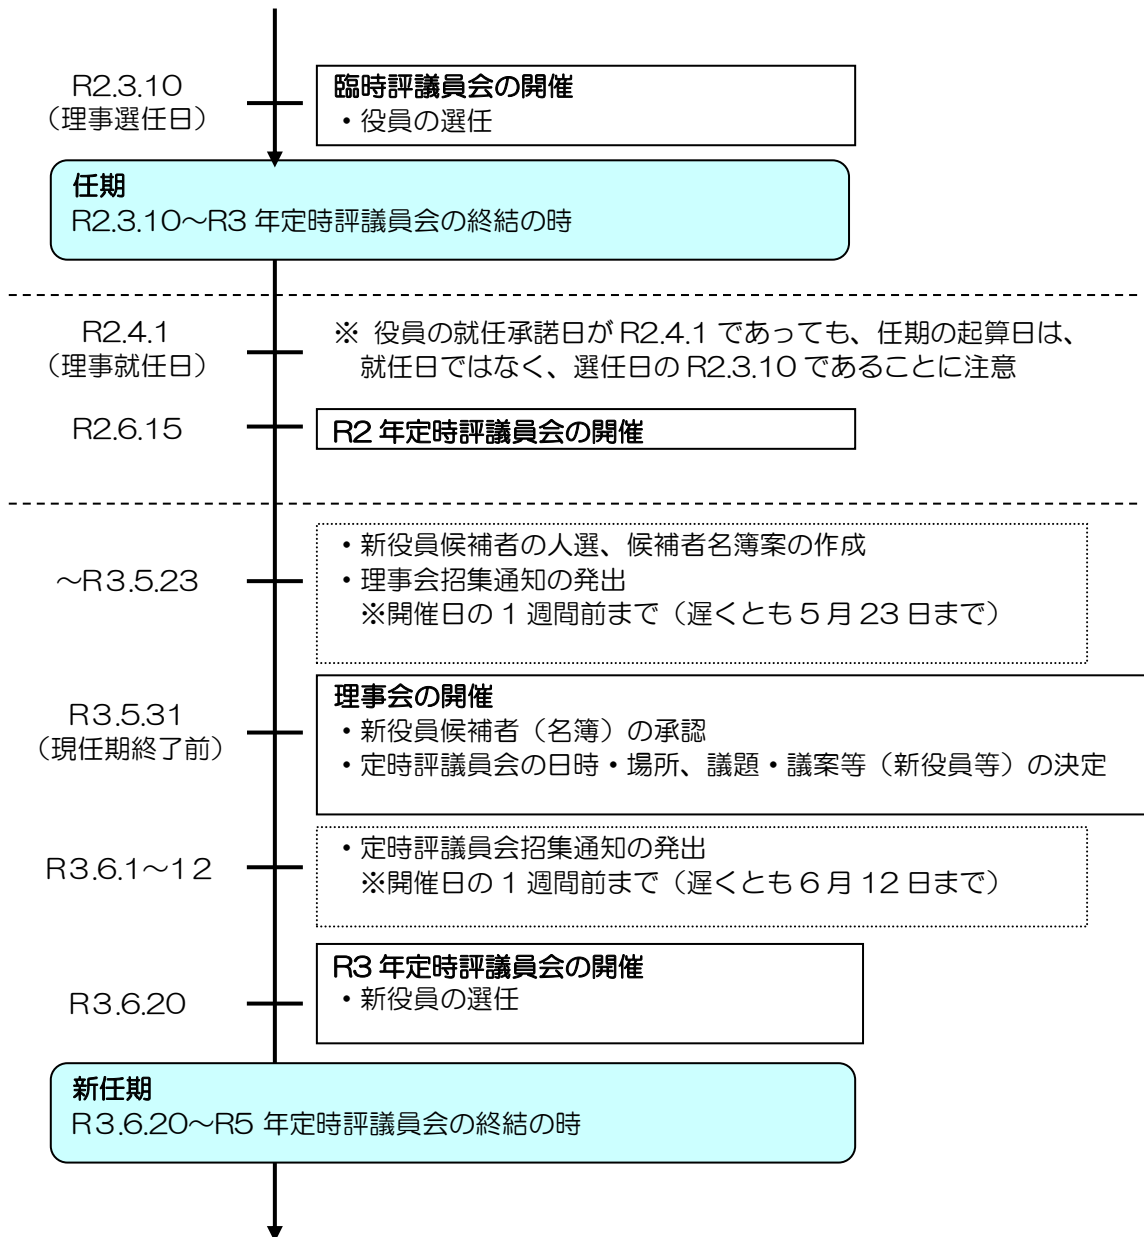 R2.3.10
（理事選任日）
臨時評議員会の開催
・役員の選任
任期
R2.3.10～R3 年定時評議員会の終結の時
R2.4.1
（理事就任日）
※ 役員の就任承諾日が R2.4.1 であっても、任期の起算日は、
就任日ではなく、選任日の R2.3.10 であることに注意
R2.6.15
R2 年定時評議員会の開催
～R3.5.23
・新役員候補者の人選、候補者名簿案の作成
・理事会招集通知の発出
※開催日の 1 週間前まで（遅くとも 5 月 23 日まで）
R3.5.31
（現任期終了前）
理事会の開催
・新役員候補者（名簿）の承認
・定時評議員会の日時・場所、議題・議案等（新役員等）の決定
R3.6.1～12
・定時評議員会招集通知の発出
※開催日の 1 週間前まで（遅くとも 6 月 12 日まで）
R3.6.20
R3 年定時評議員会の開催
・新役員の選任
新任期
R3.6.20～R5 年定時評議員会の終結の時